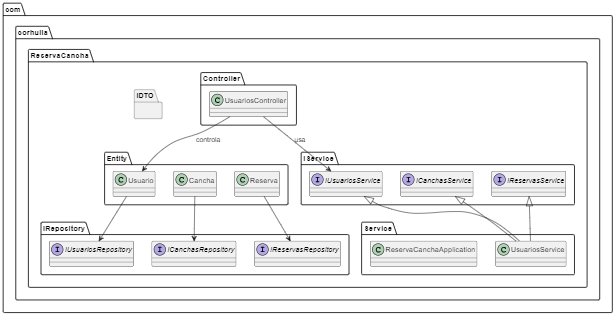 com
corhuila
ReservaCancha
Controller
C UsuariosController
IDTO
controla
usa
Entity
C Usuario
C Cancha
C Reserva
IService
I IUsuariosService
I ICanchasService
I IReservasService
IRepository
I IUsuariosRepository
I ICanchasRepository
I IReservasRepository
Service
C ReservaCanchaApplication
C UsuariosService